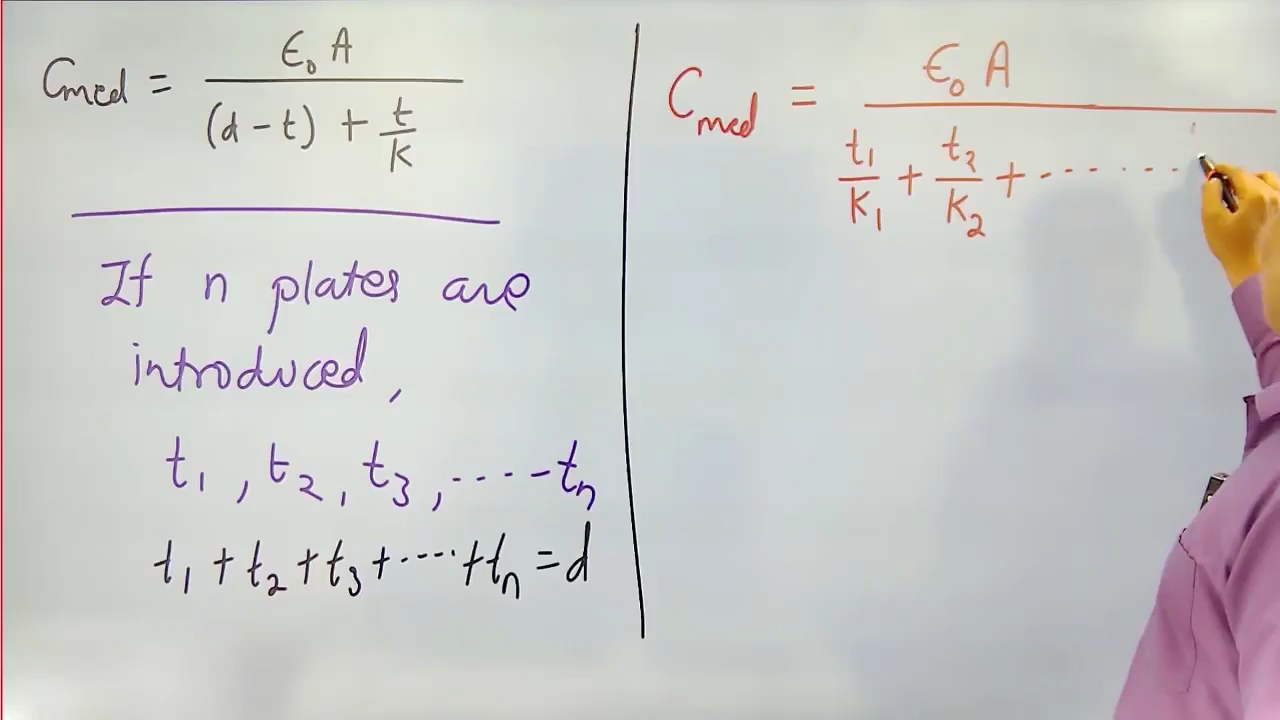 Cmed = ϵ₀ A / ((d - t) + t/k)
If n plates are
introduced,
t₁, t₂, t₃, ....- tₙ
t₁ + t₂ + t₃ + ..... + tₙ = d
Cmed = ϵ₀ A / (t₁/K₁ + t₂/K₂ + ........